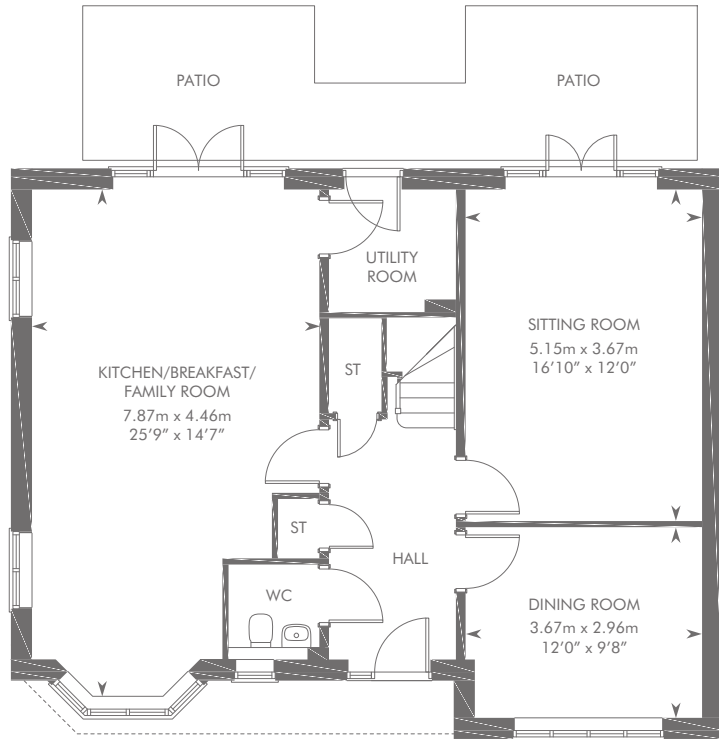 PATIO
PATIO
UTILITY
ROOM
SITTING ROOM
5.15m x 3.67m
16’10” x 12’0”
KITCHEN/BREAKFAST/
FAMILY ROOM
7.87m x 4.46m
25’9” x 14’7”
ST
ST
HALL
WC
DINING ROOM
3.67m x 2.96m
12’0” x 9’8”